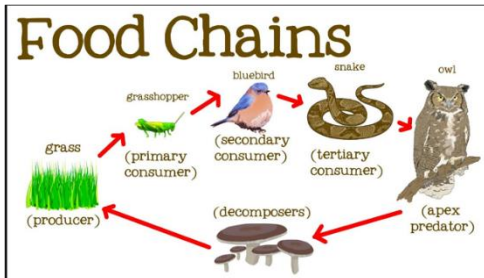 Food Chains
grass
(producer)
grasshopper
(primary
consumer)
bluebird
(secondary
consumer)
snake
(tertiary
consumer)
owl
(apex
predator)
(decomposers)